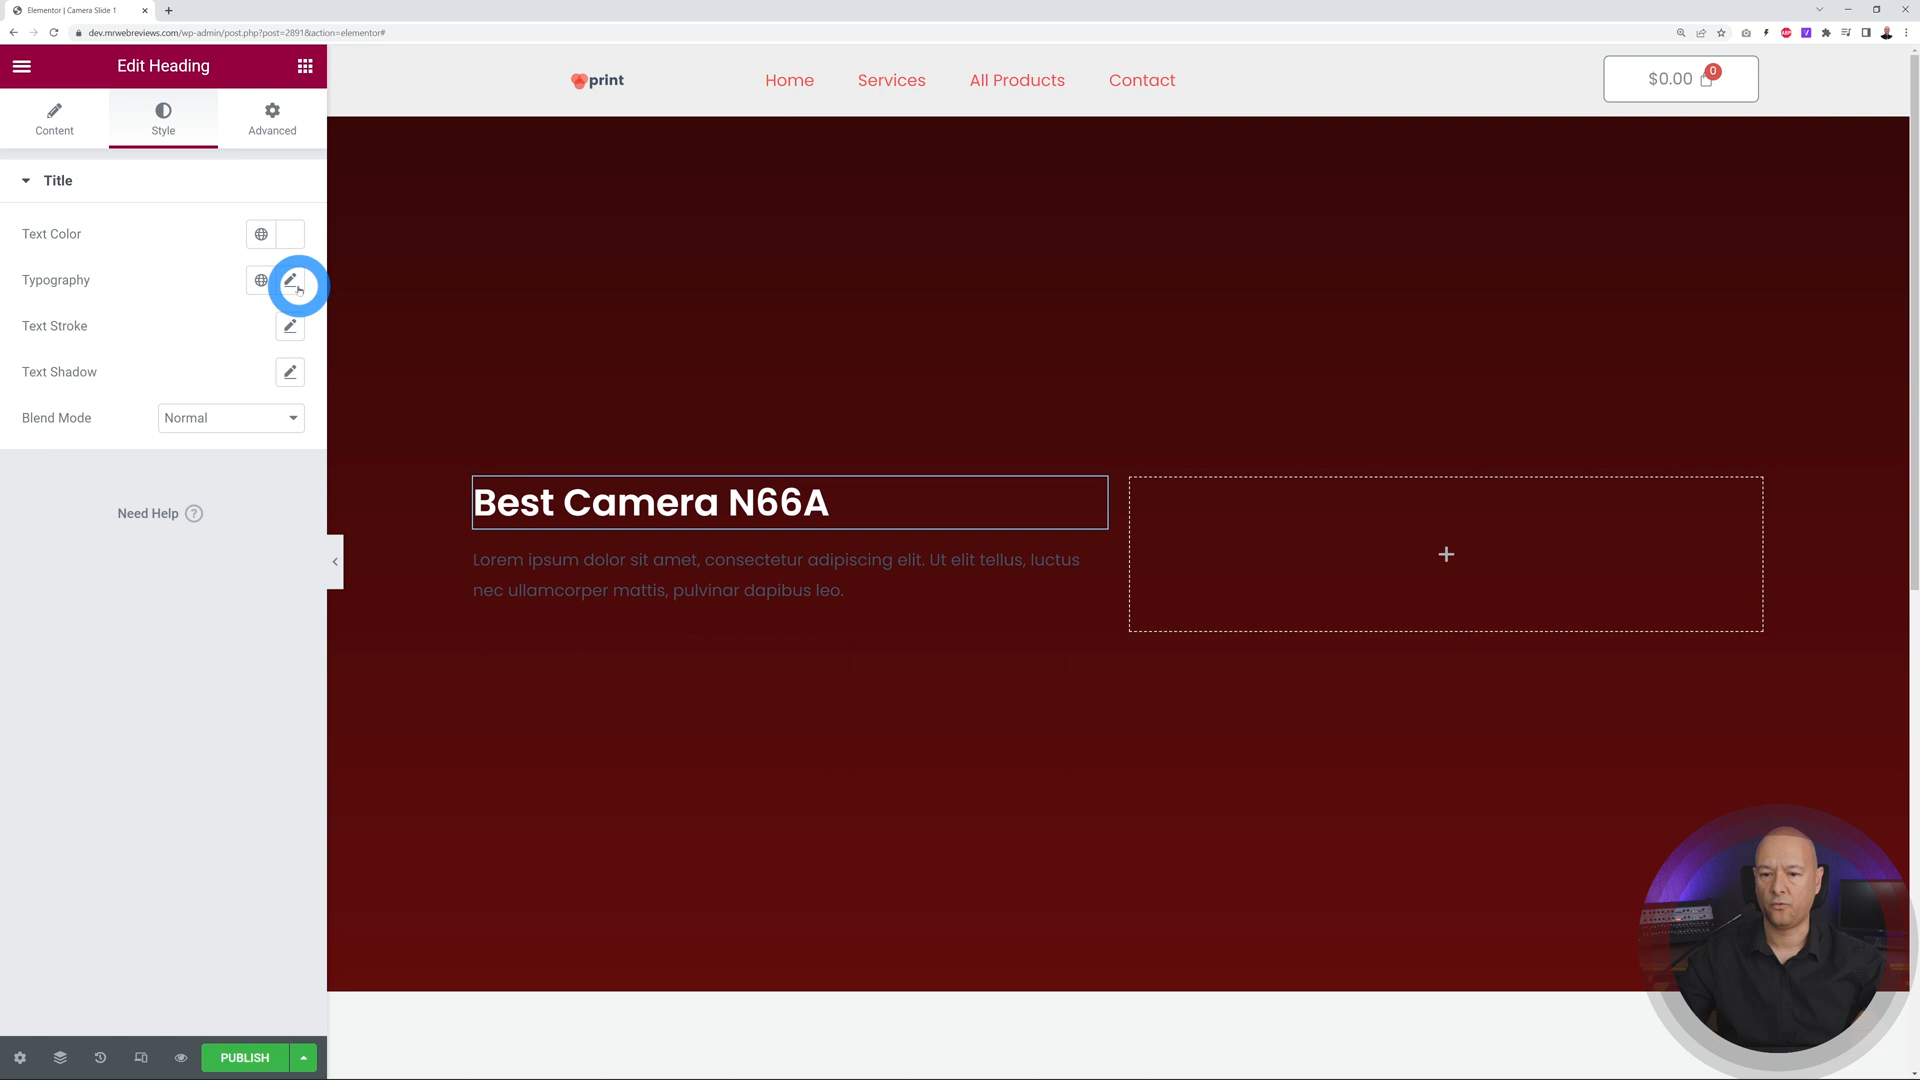 Elementor | Camera Slide 1
dev.mrwebreviews.com/wp-admin/post.php?post=2891&action=elementor#
Edit Heading
Content
Style
Advanced
Title
Text Color
Typography
Text Stroke
Text Shadow
Blend Mode
Normal
Need Help
PUBLISH
print
Home
Services
All Products
Contact
$0.00
0
Best Camera N66A
Lorem ipsum dolor sit amet, consectetur adipiscing elit. Ut elit tellus, luctus
nec ullamcorper mattis, pulvinar dapibus leo.